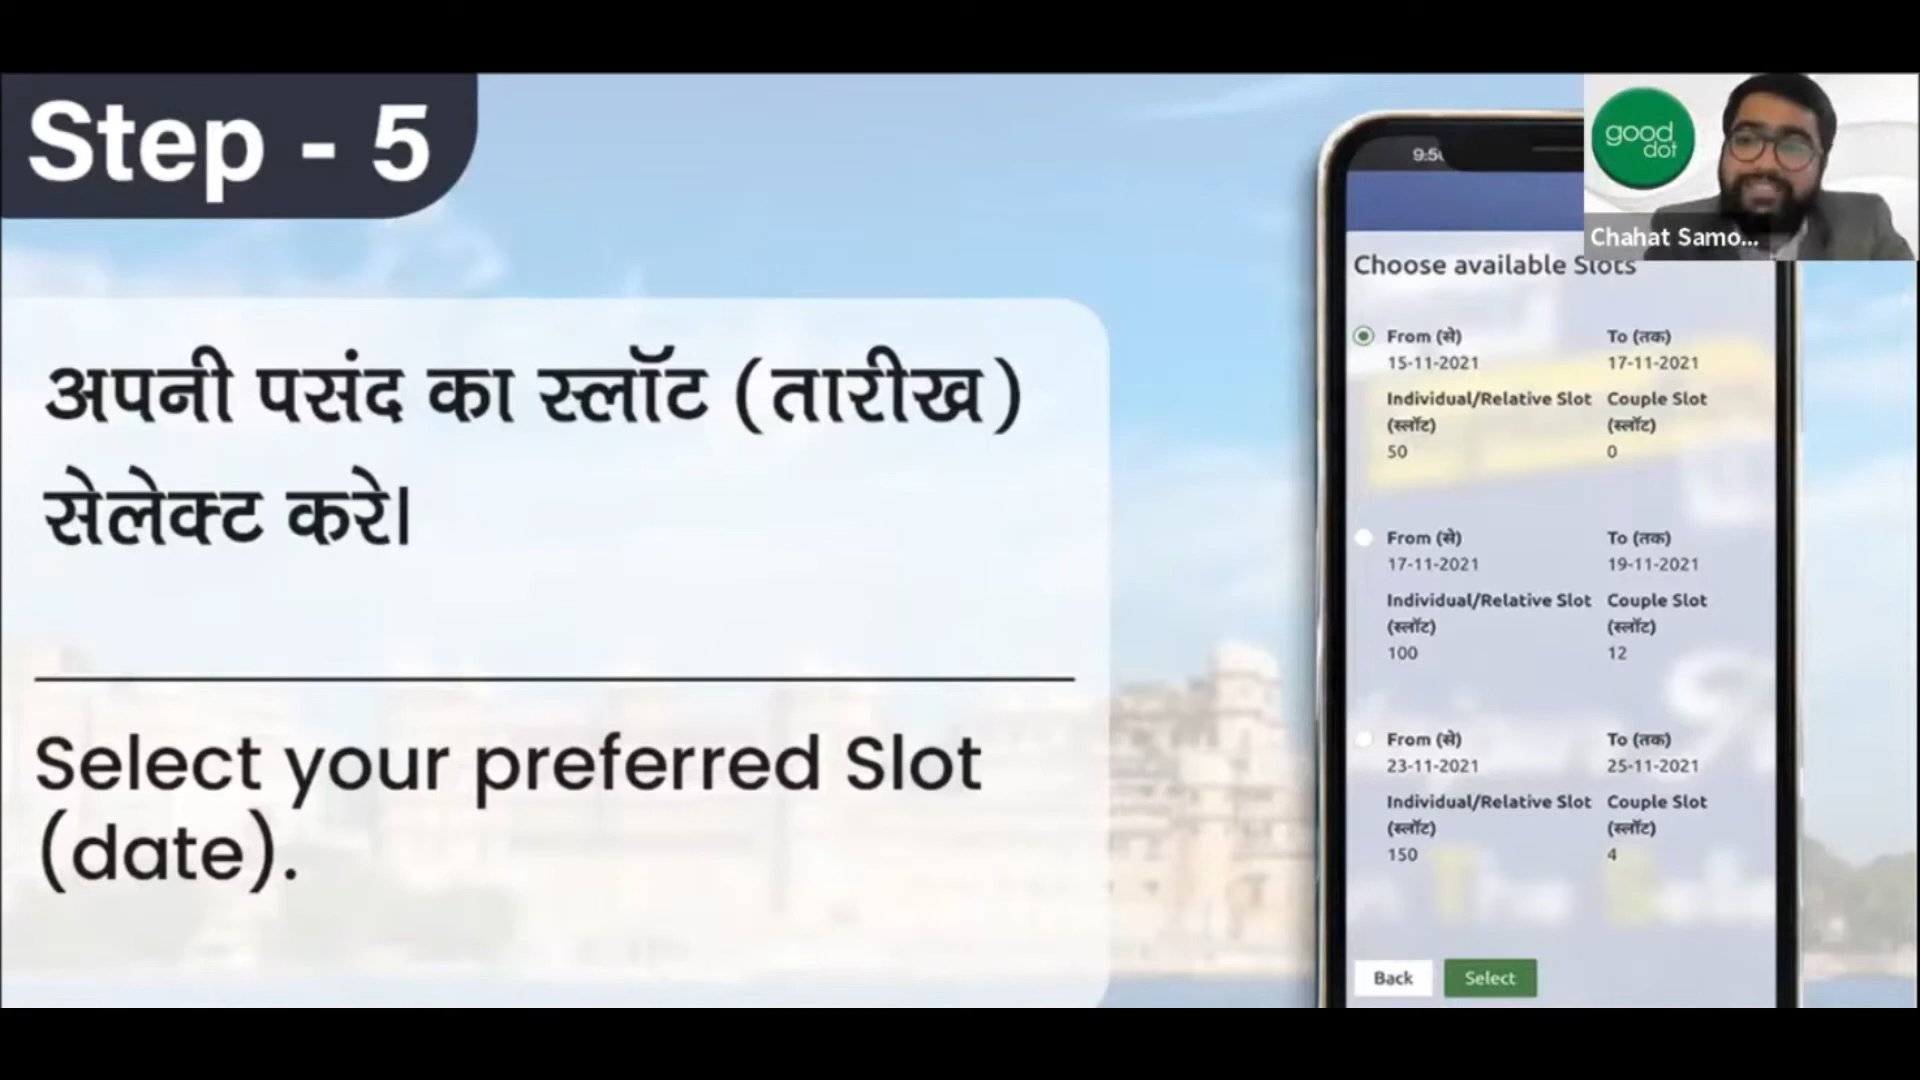 Step - 5
अपनी पसंद का स्लॉट (तारीख)
सेलेक्ट करे।
Select your preferred Slot
(date).
good
dot
Chahat Samo...
Choose available Slots
From (से) To (तक)
15-11-2021 17-11-2021
Individual/Relative Slot Couple Slot
(स्लॉट) (स्लॉट)
50 0
From (से) To (तक)
17-11-2021 19-11-2021
Individual/Relative Slot Couple Slot
(स्लॉट) (स्लॉट)
100 12
From (से) To (तक)
23-11-2021 25-11-2021
Individual/Relative Slot Couple Slot
(स्लॉट) (स्लॉट)
150 4
Back Select